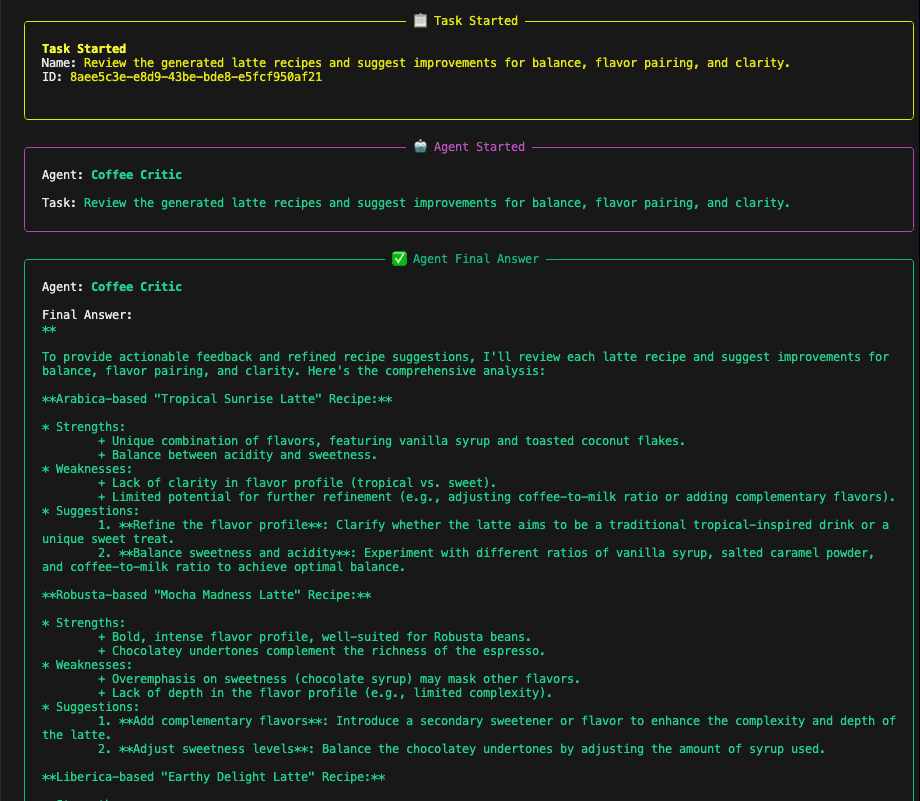 📋 Task Started
Task Started
Name: Review the generated latte recipes and suggest improvements for balance, flavor pairing, and clarity.
ID: 8aee5c3e-e8d9-43be-bde8-e5fcf950af21
🤖 Agent Started
Agent: Coffee Critic
Task: Review the generated latte recipes and suggest improvements for balance, flavor pairing, and clarity.
✅ Agent Final Answer
Agent: Coffee Critic
Final Answer:
**
To provide actionable feedback and refined recipe suggestions, I'll review each latte recipe and suggest improvements for
balance, flavor pairing, and clarity. Here's the comprehensive analysis:
**Arabica-based "Tropical Sunrise Latte" Recipe:**
* Strengths:
+ Unique combination of flavors, featuring vanilla syrup and toasted coconut flakes.
+ Balance between acidity and sweetness.
* Weaknesses:
+ Lack of clarity in flavor profile (tropical vs. sweet).
+ Limited potential for further refinement (e.g., adjusting coffee-to-milk ratio or adding complementary flavors).
* Suggestions:
1. **Refine the flavor profile**: Clarify whether the latte aims to be a traditional tropical-inspired drink or a
unique sweet treat.
2. **Balance sweetness and acidity**: Experiment with different ratios of vanilla syrup, salted caramel powder,
and coffee-to-milk ratio to achieve optimal balance.
**Robusta-based "Mocha Madness Latte" Recipe:**
* Strengths:
+ Bold, intense flavor profile, well-suited for Robusta beans.
+ Chocolatey undertones complement the richness of the espresso.
* Weaknesses:
+ Overemphasis on sweetness (chocolate syrup) may mask other flavors.
+ Lack of depth in the flavor profile (e.g., limited complexity).
* Suggestions:
1. **Add complementary flavors**: Introduce a secondary sweetener or flavor to enhance the complexity and depth of
the latte.
2. **Adjust sweetness levels**: Balance the chocolatey undertones by adjusting the amount of syrup used.
**Liberica-based "Earthy Delight Latte" Recipe:**